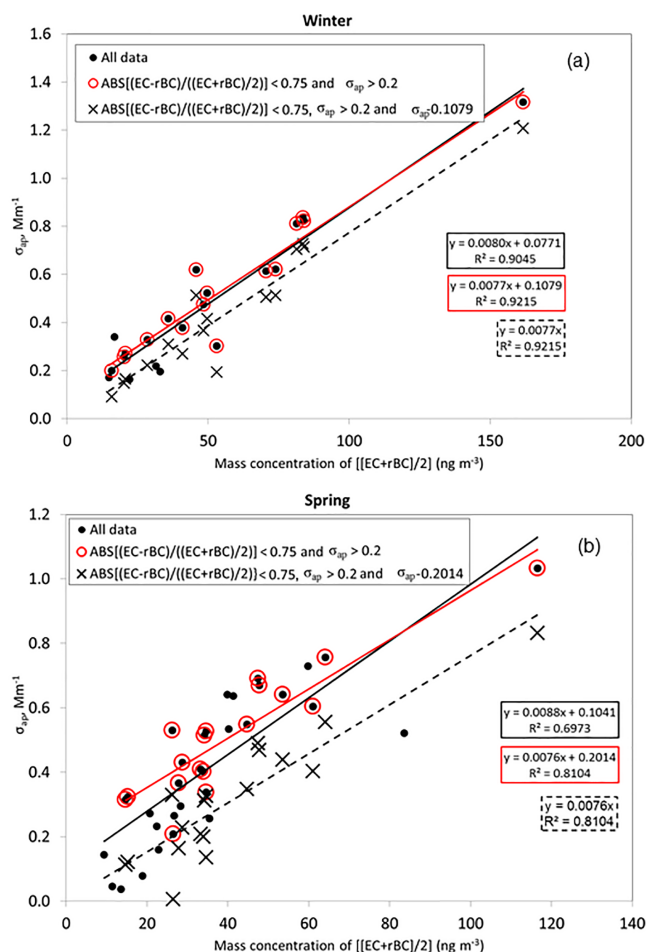 Winter
(a)
All data
ABS[(EC-rBC)/((EC+rBC)/2)] < 0.75 and σap > 0.2
ABS[(EC-rBC)/((EC+rBC)/2)] < 0.75, σap > 0.2 and σap-0.1079
1.6
1.4
1.2
1.0
0.8
0.6
0.4
0.2
0.0
σap, Mm-1
y = 0.0080x + 0.0771
R² = 0.9045
y = 0.0077x + 0.1079
R² = 0.9215
y = 0.0077x
R² = 0.9215
0 50 100 150 200
Mass concentration of [[EC+rBC]/2] (ng m-3)
Spring
(b)
All data
ABS[(EC-rBC)/((EC+rBC)/2)] < 0.75 and σap > 0.2
ABS[(EC-rBC)/((EC+rBC)/2)] < 0.75, σap > 0.2 and σap-0.2014
1.2
1.0
0.8
0.6
0.4
0.2
0.0
σap, Mm-1
y = 0.0088x + 0.1041
R² = 0.6973
y = 0.0076x + 0.2014
R² = 0.8104
y = 0.0076x
R² = 0.8104
0 20 40 60 80 100 120 140
Mass concentration of [[EC+rBC]/2] (ng m-3)